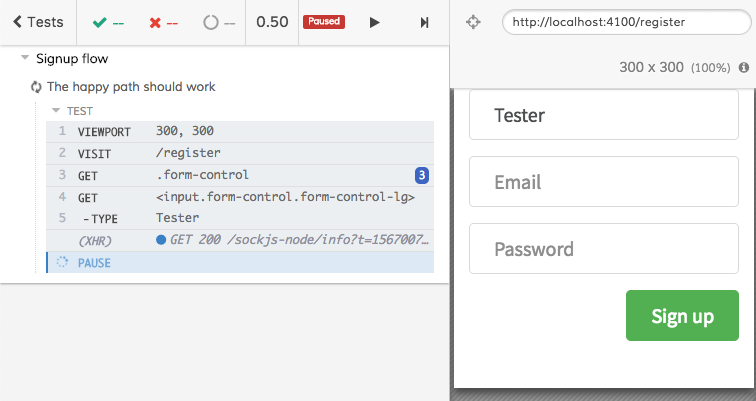 Tests -- -- -- 0.50 Paused
http://localhost:4100/register
300 x 300 (100%)
Signup flow
The happy path should work
TEST
1 VIEWPORT 300, 300
2 VISIT /register
3 GET .form-control 3
4 GET <input.form-control.form-control-lg>
5 -TYPE Tester
(XHR) GET 200 /sockjs-node/info?t=1567007…
PAUSE
Tester
Email
Password
Sign up